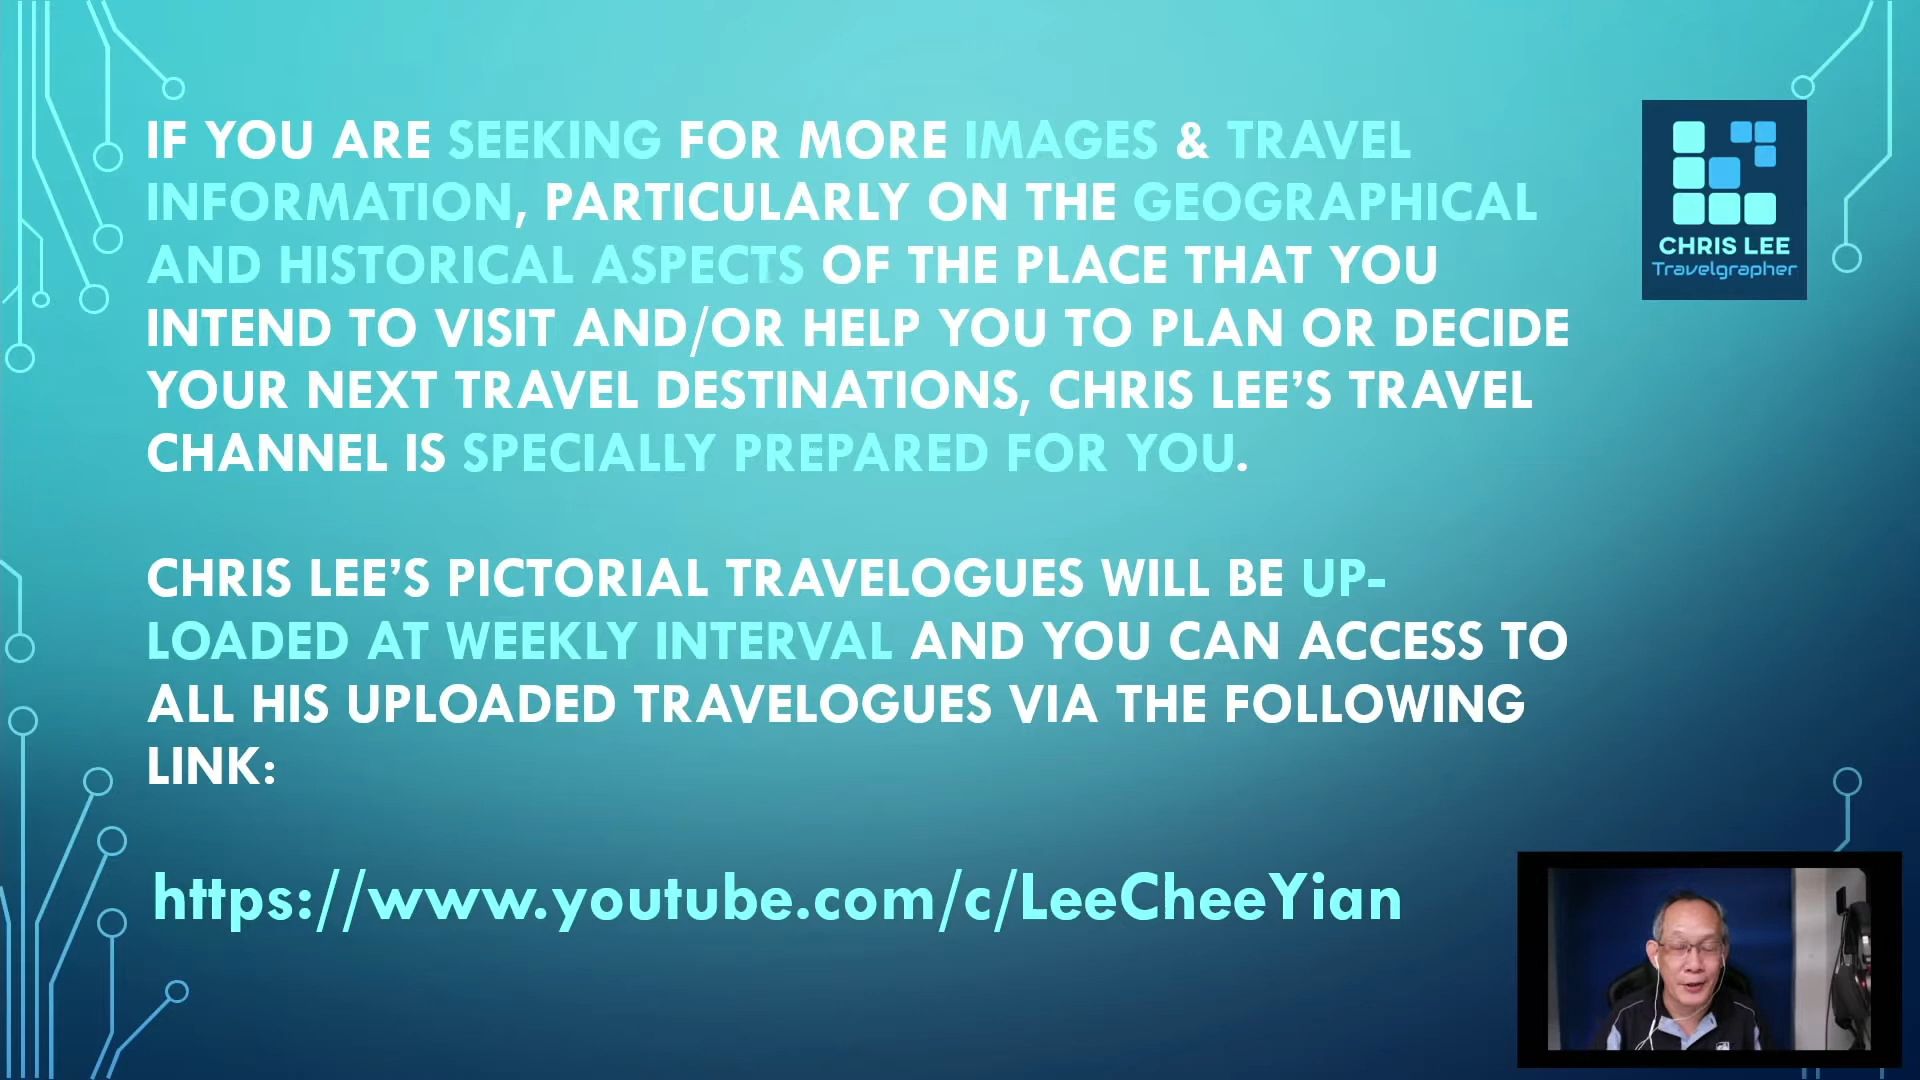 IF YOU ARE SEEKING FOR MORE IMAGES & TRAVEL
INFORMATION, PARTICULARLY ON THE GEOGRAPHICAL
AND HISTORICAL ASPECTS OF THE PLACE THAT YOU
INTEND TO VISIT AND/OR HELP YOU TO PLAN OR DECIDE
YOUR NEXT TRAVEL DESTINATIONS, CHRIS LEE’S TRAVEL
CHANNEL IS SPECIALLY PREPARED FOR YOU.
CHRIS LEE’S PICTORIAL TRAVELOGUES WILL BE UP-
LOADED AT WEEKLY INTERVAL AND YOU CAN ACCESS TO
ALL HIS UPLOADED TRAVELOGUES VIA THE FOLLOWING
LINK:
https://www.youtube.com/c/LeeCheeYian
CHRIS LEE
Travelgrapher